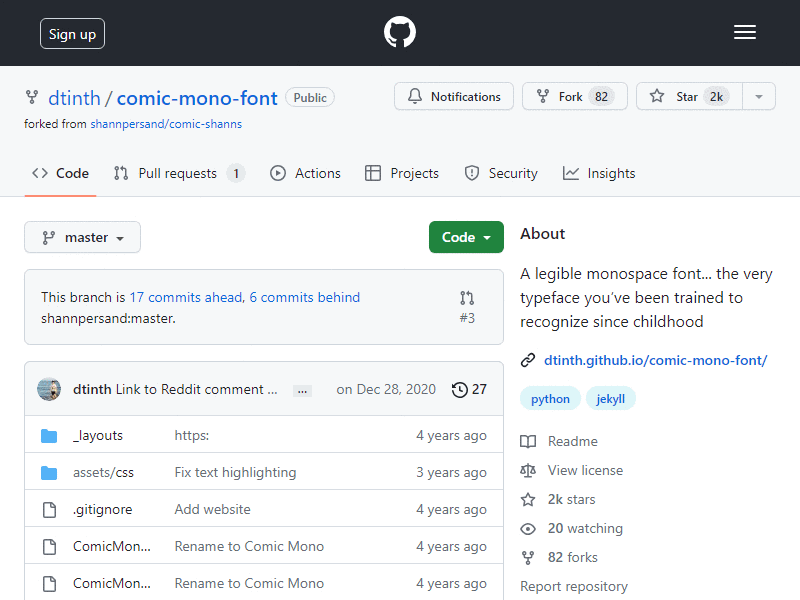 Sign up
dtinth / comic-mono-font Public
Notifications
Fork 82
Star 2k
forked from shannpersand/comic-shanns
Code
Pull requests 1
Actions
Projects
Security
Insights
master
Code
This branch is 17 commits ahead, 6 commits behind
shannpersand:master.
#3
dtinth Link to Reddit comment ... ... on Dec 28, 2020 27
_layouts https: 4 years ago
assets/css Fix text highlighting 3 years ago
.gitignore Add website 4 years ago
ComicMon... Rename to Comic Mono 4 years ago
ComicMon... Rename to Comic Mono 4 years ago
About
A legible monospace font... the very
typeface you’ve been trained to
recognize since childhood
dtinth.github.io/comic-mono-font/
python jekyll
Readme
View license
2k stars
20 watching
82 forks
Report repository